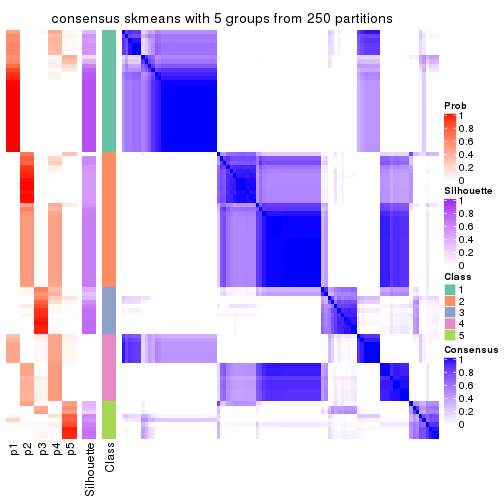 consensus skmeans with 5 groups from 250 partitions
Prob
1
0.8
0.6
0.4
0.2
0
Silhouette
1
0.8
0.6
0.4
0.2
0
Class
1
2
3
4
5
Consensus
1
0.8
0.6
0.4
0.2
0
p1
p2
p3
p4
p5
Silhouette
Class